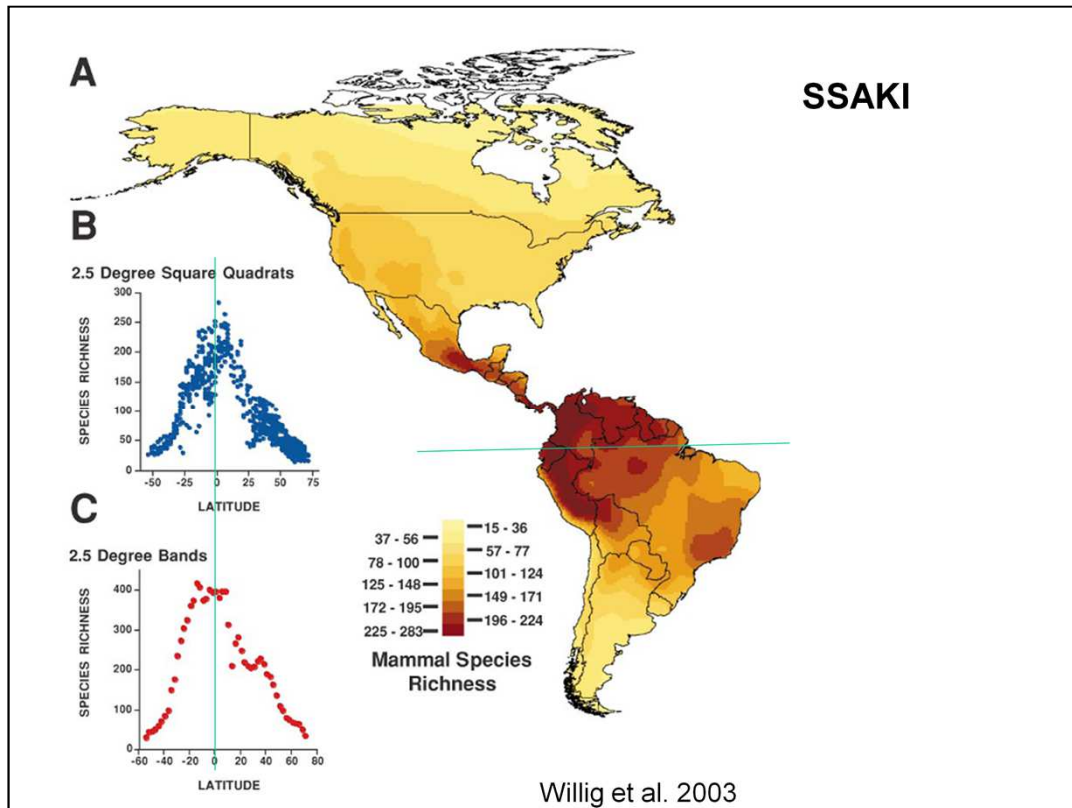 A
SSAKI
B
2.5 Degree Square Quadrats
300
250
200
150
100
50
0
SPECIES RICHNESS
-50 -25 0 25 50 75
LATITUDE
C
2.5 Degree Bands
400
300
200
100
0
SPECIES RICHNESS
-60 -40 -20 0 20 40 60 80
LATITUDE
15 - 36
37 - 56
57 - 77
78 - 100
101 - 124
125 - 148
149 - 171
172 - 195
196 - 224
225 - 283
Mammal Species
Richness
Willig et al. 2003